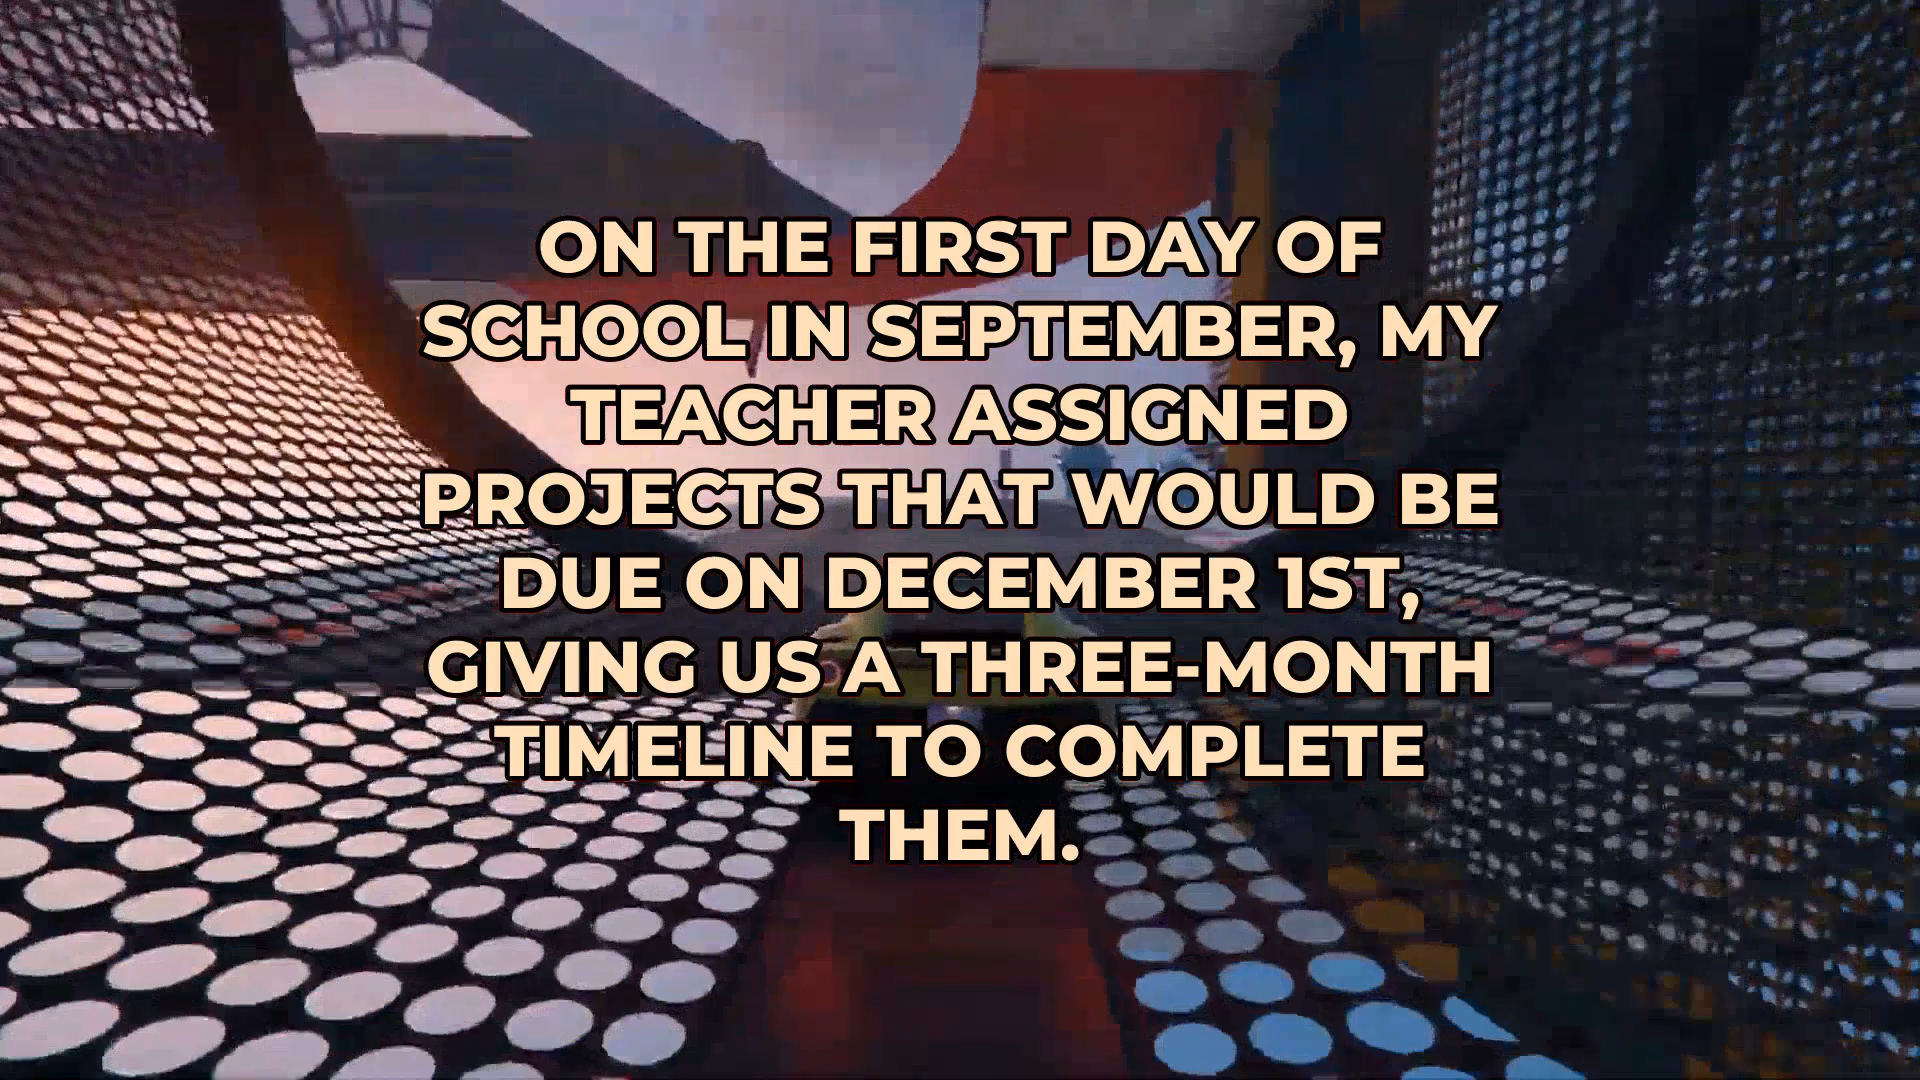 ON THE FIRST DAY OF
SCHOOL IN SEPTEMBER, MY
TEACHER ASSIGNED
PROJECTS THAT WOULD BE
DUE ON DECEMBER 1ST,
GIVING US A THREE-MONTH
TIMELINE TO COMPLETE
THEM.